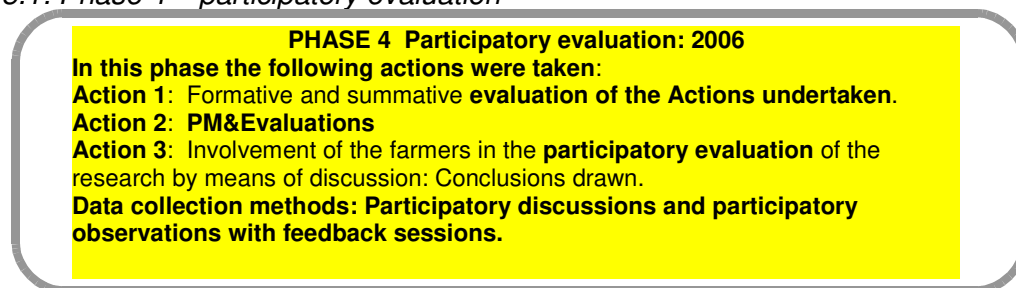 PHASE 4 Participatory evaluation: 2006
In this phase the following actions were taken:
Action 1: Formative and summative evaluation of the Actions undertaken.
Action 2: PM&Evaluations
Action 3: Involvement of the farmers in the participatory evaluation of the
research by means of discussion: Conclusions drawn.
Data collection methods: Participatory discussions and participatory
observations with feedback sessions.